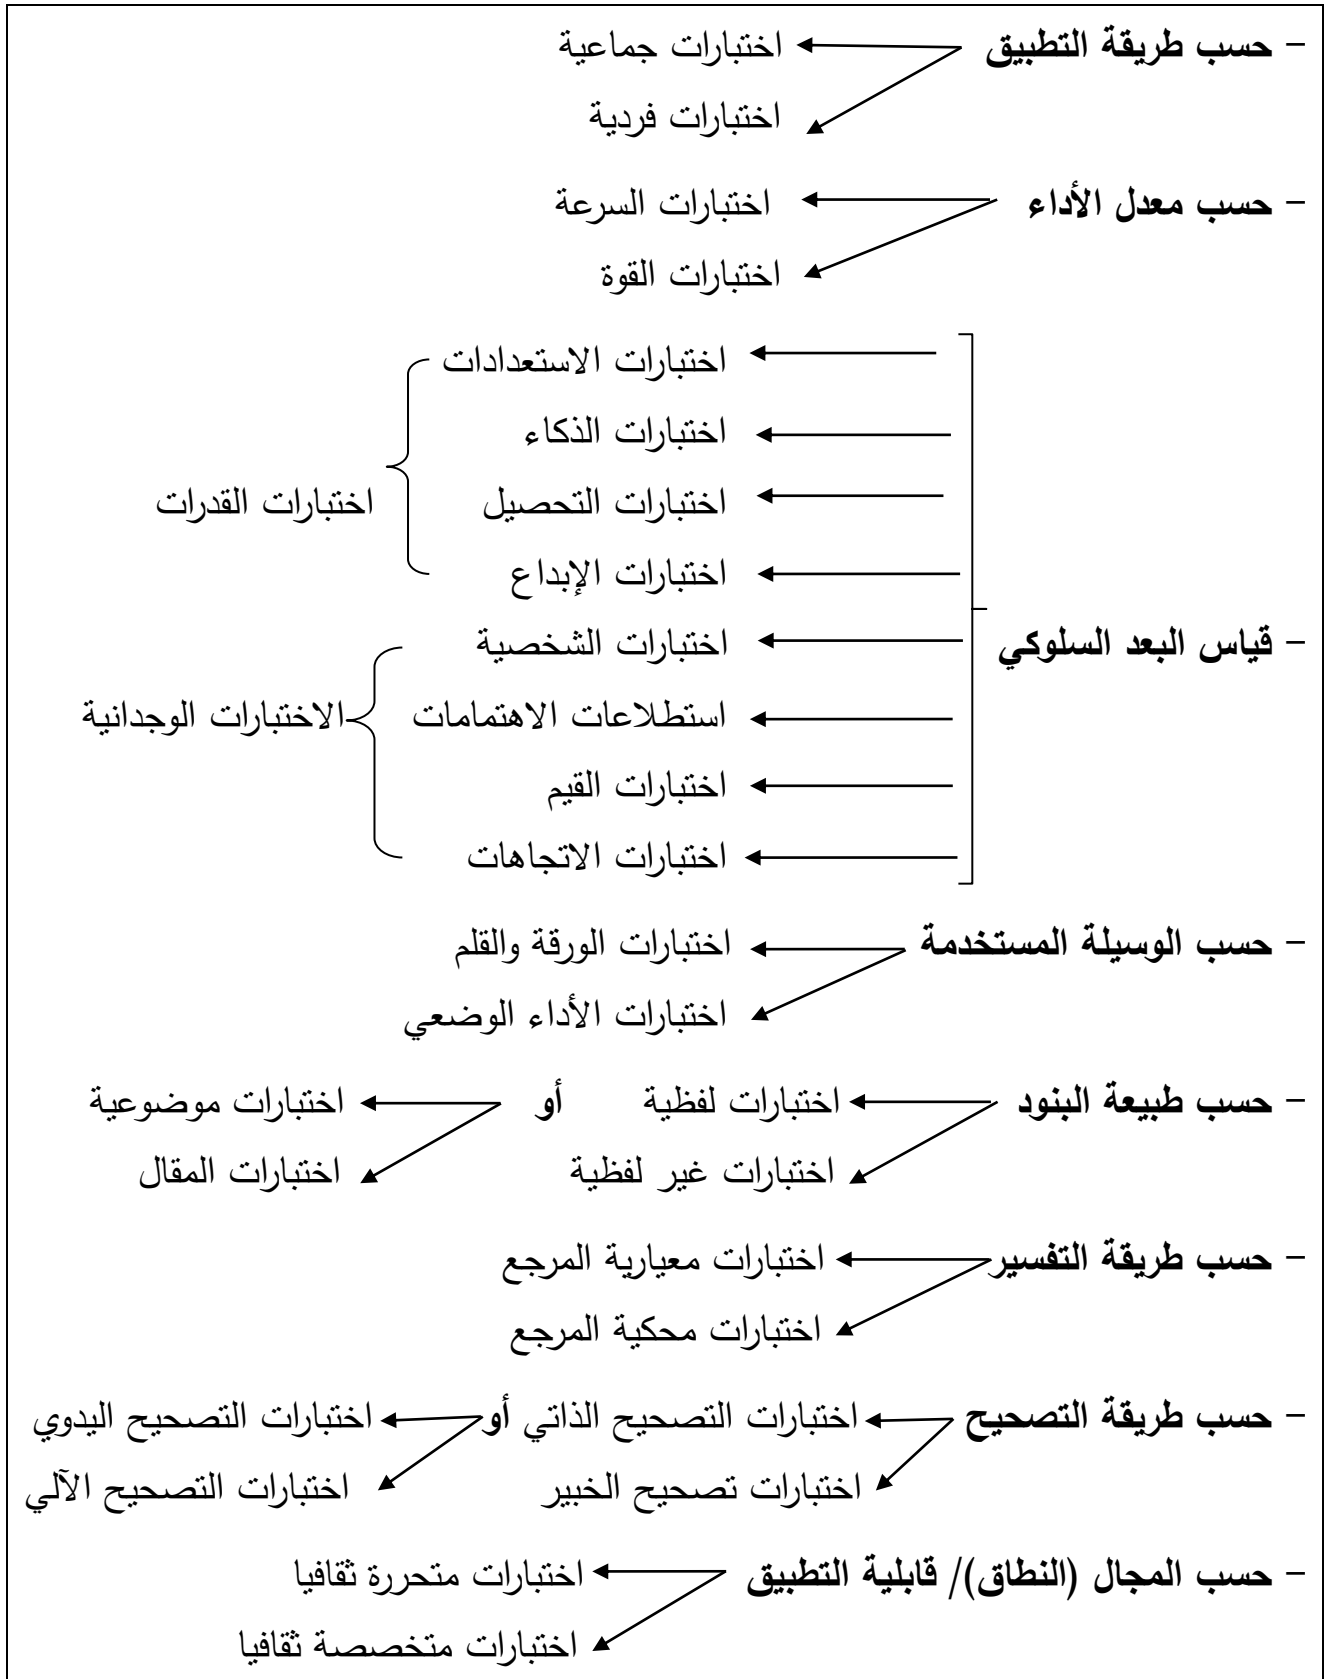 – حسب طريقة التطبيق اختبارات جماعية
اختبارات فردية
– حسب معدل الأداء اختبارات السرعة
اختبارات القوة
اختبارات الاستعدادات
اختبارات الذكاء
اختبارات التحصيل اختبارات القدرات
اختبارات الإبداع
– قياس البعد السلوكي اختبارات الشخصية
استطلاعات الاهتمامات الاختبارات الوجدانية
اختبارات القيم
اختبارات الاتجاهات
– حسب الوسيلة المستخدمة اختبارات الورقة والقلم
اختبارات الأداء الوضعي
– حسب طبيعة البنود اختبارات لفظية أو اختبارات موضوعية
اختبارات غير لفظية اختبارات المقال
– حسب طريقة التفسير اختبارات معيارية المرجع
اختبارات محكية المرجع
– حسب طريقة التصحيح اختبارات التصحيح الذاتي أو اختبارات التصحيح اليدوي
اختبارات تصحيح الخبير اختبارات التصحيح الآلي
– حسب المجال (النطاق)/ قابلية التطبيق اختبارات متحررة ثقافيا
اختبارات متخصصة ثقافيا